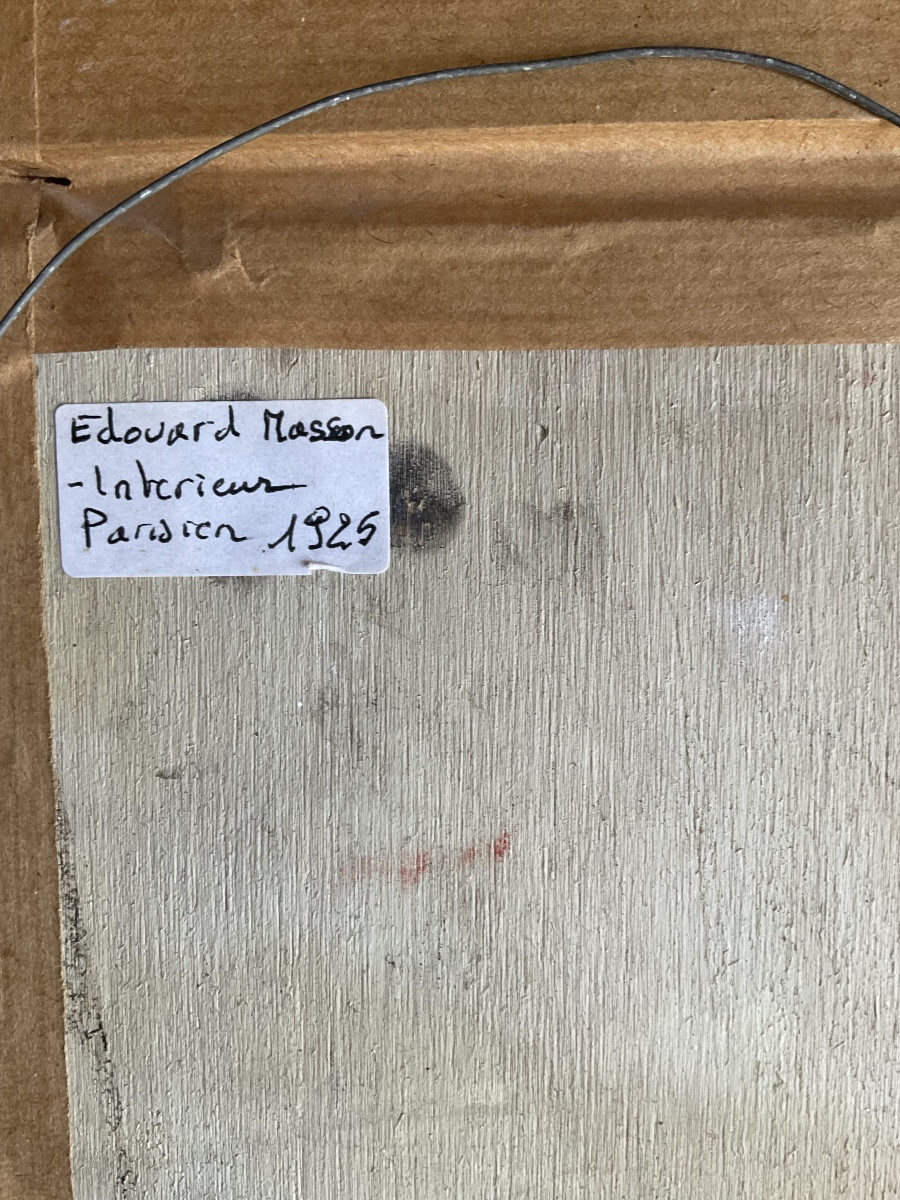 Edouard Masson
- Interieur
Parisien 1925